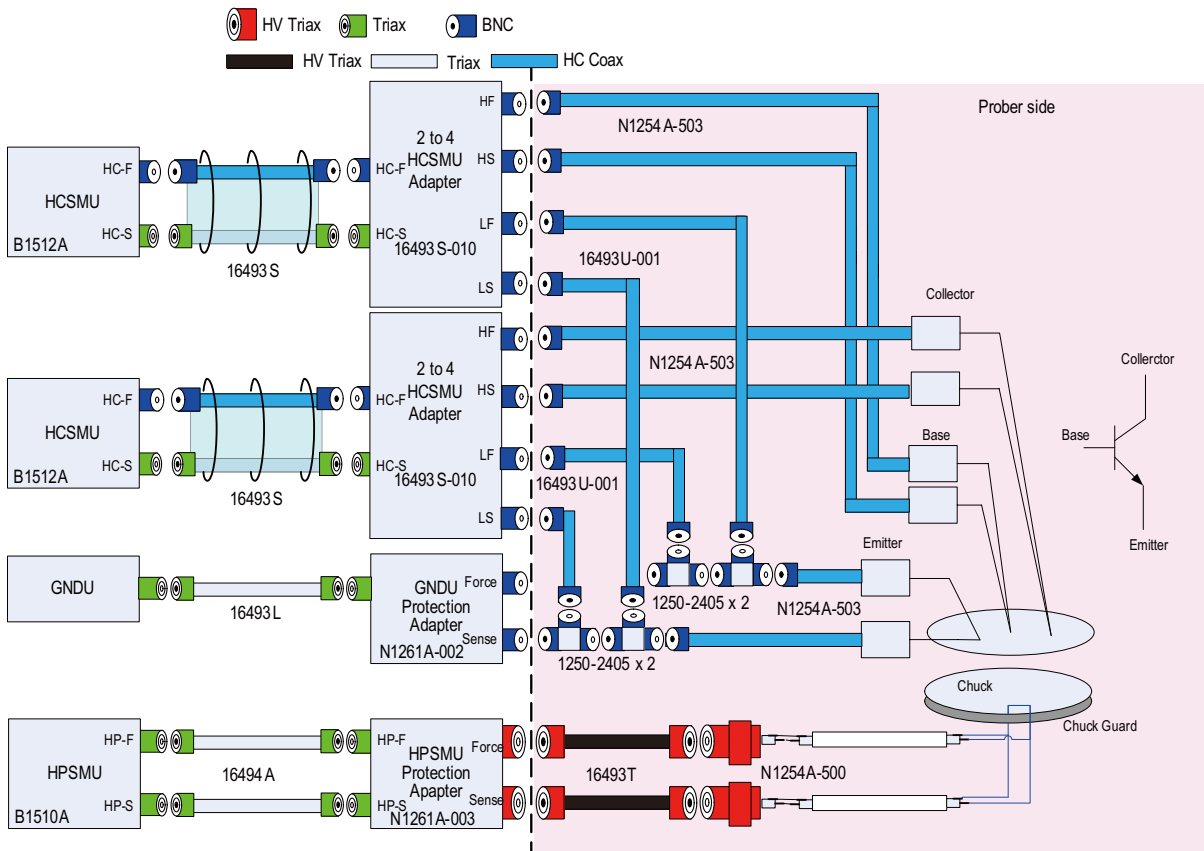 HV Triax
Triax
BNC
HV Triax
Triax
HC Coax
Prober side
HF
N1254A-503
2 to 4
HCSMU
Adapter
HS
HC-F
HC-F
HCSMU
LF
HC-S
HC-S
B1512A
16493S-010
16493U-001
16493S
LS
Collector
HF
N1254A-503
2 to 4
HCSMU
Adapter
Collerctor
HS
HC-F
HC-F
HCSMU
Base
Base
LF
HC-S
HC-S
B1512A
16493S-010
16493U-001
16493S
LS
Emitter
Emitter
GNDU
Force
GNDU
Protection
Adapter
16493L
1250-2405 x 2
N1254A-503
Sense
N1261A-002
1250-2405 x 2
Chuck
Chuck Guard
HP-F
HP-F
HPSMU
Force
HPSMU
16494A
Protection
Apapter
16493T
N1254A-500
HP-S
HP-S
Sense
B1510A
N1261A-003